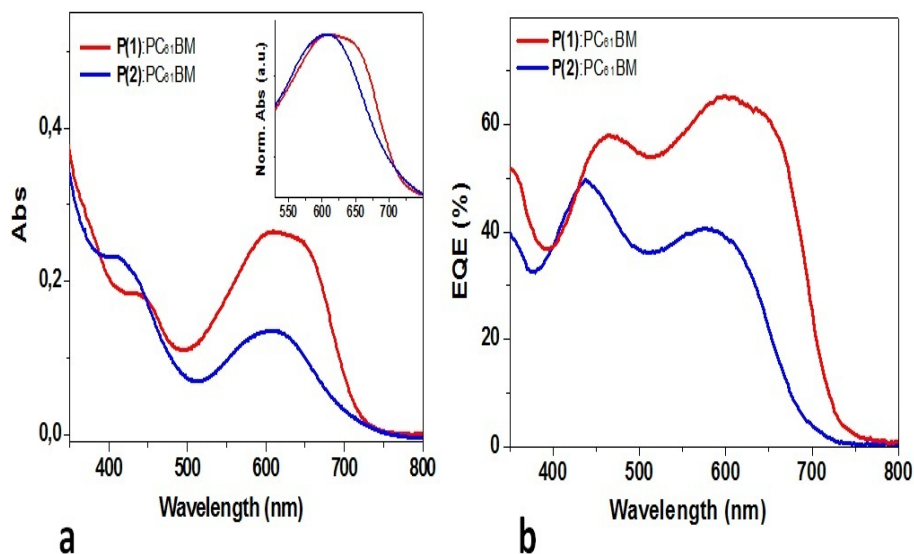 P(1):PC₆₁BM
P(2):PC₆₁BM
Norm. Abs (a.u.)
550 600 650 700
Abs
0,4
0,2
0,0
400 500 600 700 800
Wavelength (nm)
a
P(1):PC₆₁BM
P(2):PC₆₁BM
EQE (%)
60
40
20
0
400 500 600 700 800
Wavelength (nm)
b